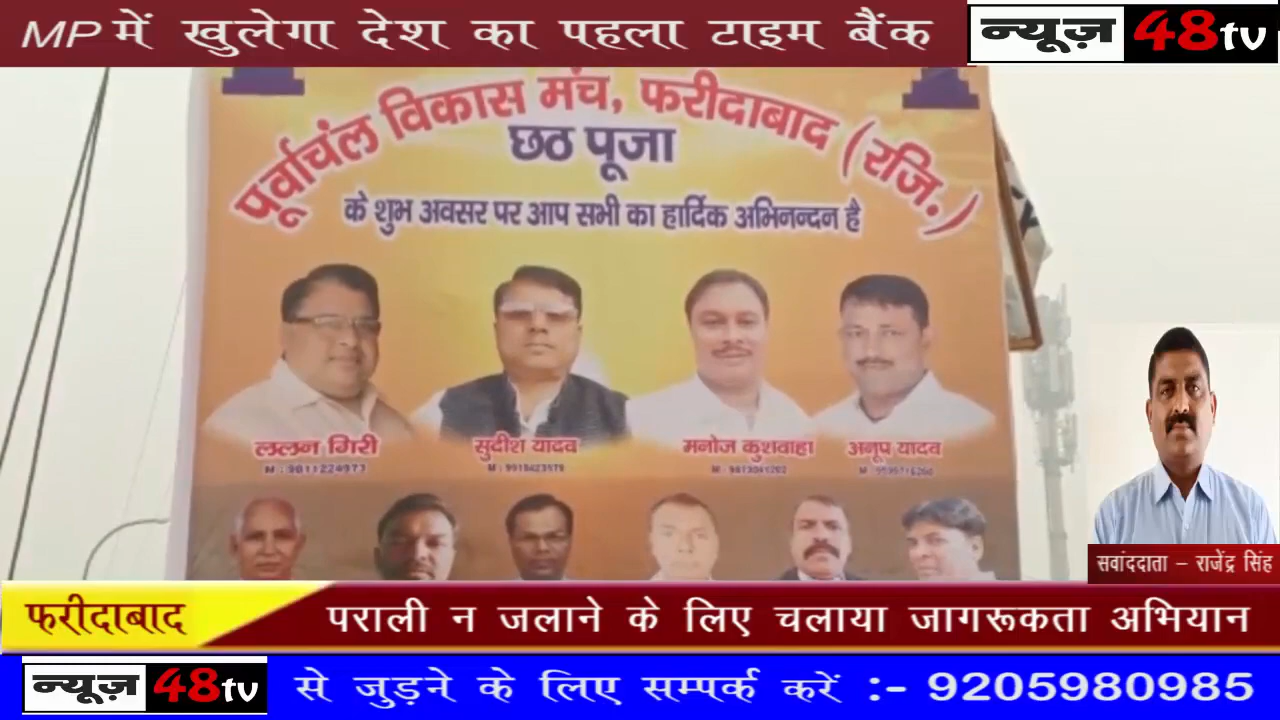 MP में खुलेगा देश का पहला टाइम बैंक
न्यूज़ 48tv
पूर्वाचंल विकास मंच, फरीदाबाद (रजि.)
छठ पूजा
के शुभ अवसर पर आप सभी का हार्दिक अभिनन्दन है
ललन गिरी
सुदीश यादव
मनोज कुशवाहा
अनूप यादव
M : 9811224973
सवांददाता – राजेंद्र सिंह
फरीदाबाद
पराली न जलाने के लिए चलाया जागरूकता अभियान
न्यूज़ 48tv
से जुड़ने के लिए सम्पर्क करें :- 9205980985